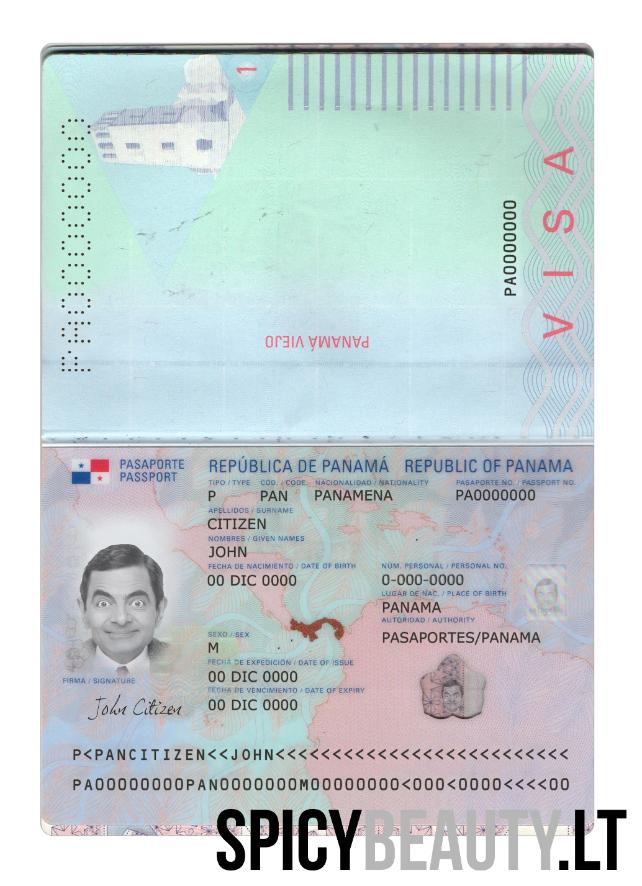 1
PA0000000
VISA
PA0000000
PANAMÁ VIEJO
PASAPORTE
PASSPORT
REPÚBLICA DE PANAMÁ REPUBLIC OF PANAMA
TIPO / TYPE COD. / CODE. NACIONALIDAD / NATIONALITY PASAPORTE NO. / PASSPORT NO.
P PAN PANAMENA PA0000000
APELLIDOS / SURNAME
CITIZEN
NOMBRES / GIVEN NAMES
JOHN
FECHA DE NACIMIENTO / DATE OF BIRTH NÚM. PERSONAL / PERSONAL NO.
00 DIC 0000 0-000-0000
LUGAR DE NAC. / PLACE OF BIRTH
PANAMA
AUTORIDAD / AUTHORITY
SEXO / SEX PASAPORTES/PANAMA
M
FECHA DE EXPEDICIÓN / DATE OF ISSUE
00 DIC 0000
FECHA DE VENCIMIENTO / DATE OF EXPIRY
00 DIC 0000
FIRMA / SIGNATURE
John Citizen
P<PANCITIZEN<<JOHN<<<<<<<<<<<<<<<<<<<<<<<<<<
PA00000000PAN0000000M00000000<000<0000<<<<00
SPICYBEAUTY.LT